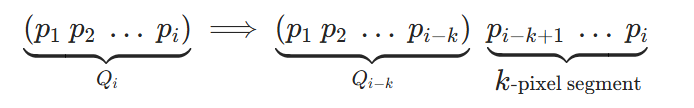 (p₁ p₂ … pᵢ) ⟹ (p₁ p₂ … pᵢ₋ₖ) pᵢ₋ₖ₊₁ … pᵢ
Qᵢ Qᵢ₋ₖ k-pixel segment